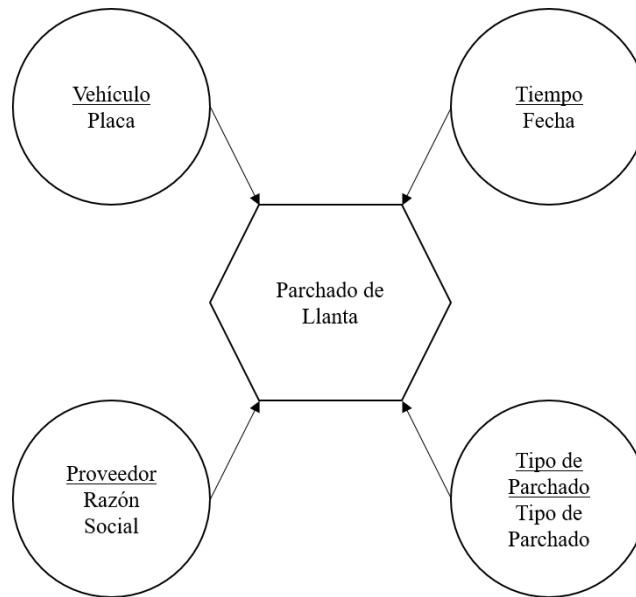 Vehículo
Placa
Tiempo
Fecha
Parchado de
Llanta
Proveedor
Razón
Social
Tipo de
Parchado
Tipo de
Parchado